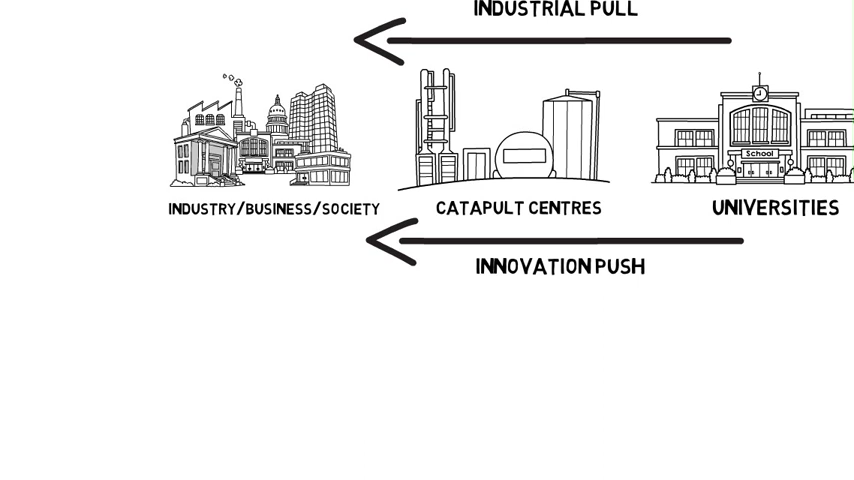 INDUSTRIAL PULL
School
INDUSTRY/BUSINESS/SOCIETY
CATAPULT CENTRES
UNIVERSITIES
INNOVATION PUSH